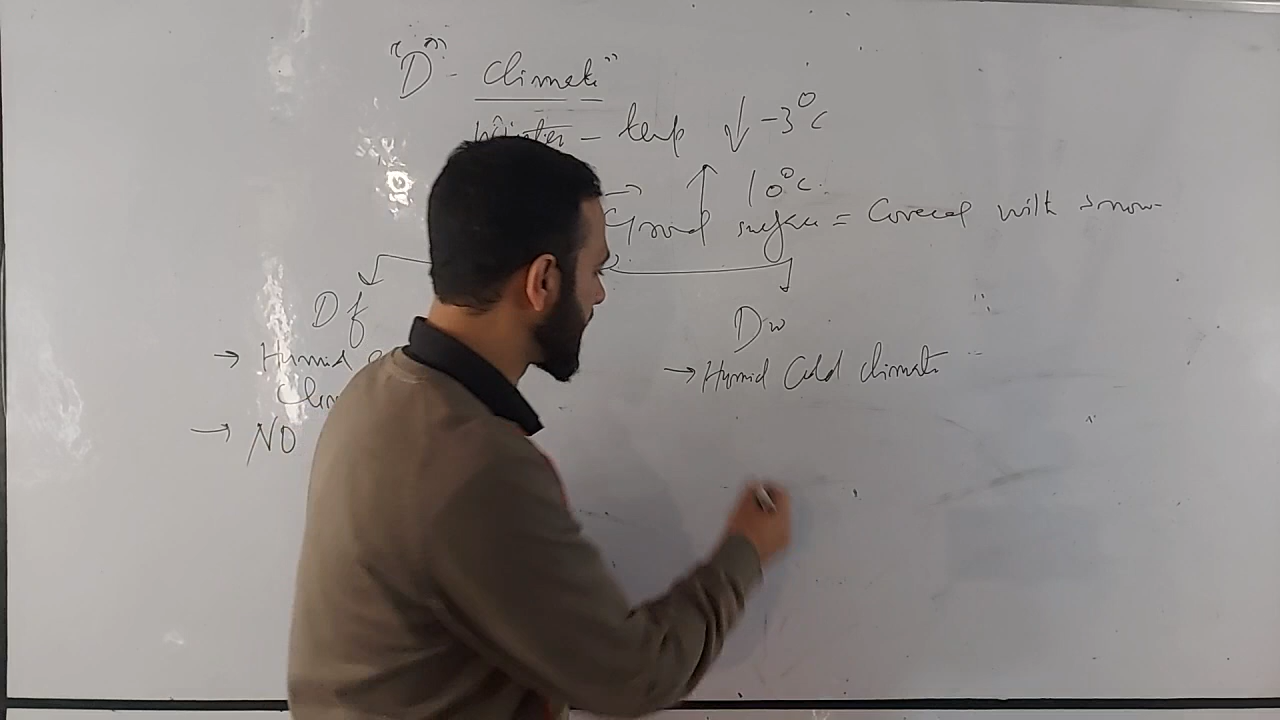 "D" - Climate"
Winter - temp ↓ -3°C
→ ↑ 10°C.
Ground surface = Covered with snow
Df
Dw
→ Humid
→ Humid Cold climate
→ NO